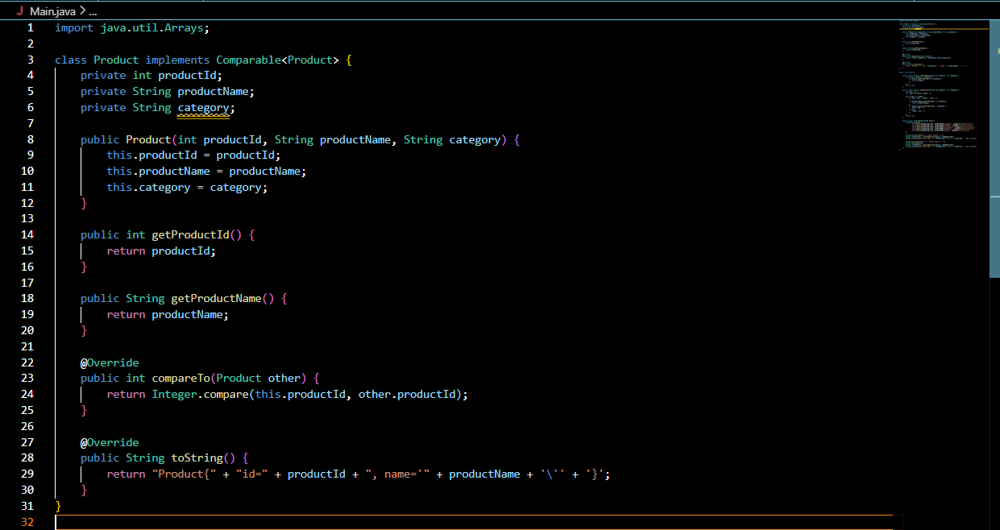 J Main.java > ...
1 import java.util.Arrays;
2
3 class Product implements Comparable<Product> {
4     private int productId;
5     private String productName;
6     private String category;
7
8     public Product(int productId, String productName, String category) {
9         this.productId = productId;
10         this.productName = productName;
11         this.category = category;
12     }
13
14     public int getProductId() {
15         return productId;
16     }
17
18     public String getProductName() {
19         return productName;
20     }
21
22     @Override
23     public int compareTo(Product other) {
24         return Integer.compare(this.productId, other.productId);
25     }
26
27     @Override
28     public String toString() {
29         return "Product{" + "id=" + productId + ", name='" + productName + '\'' + '}';
30     }
31 }
32